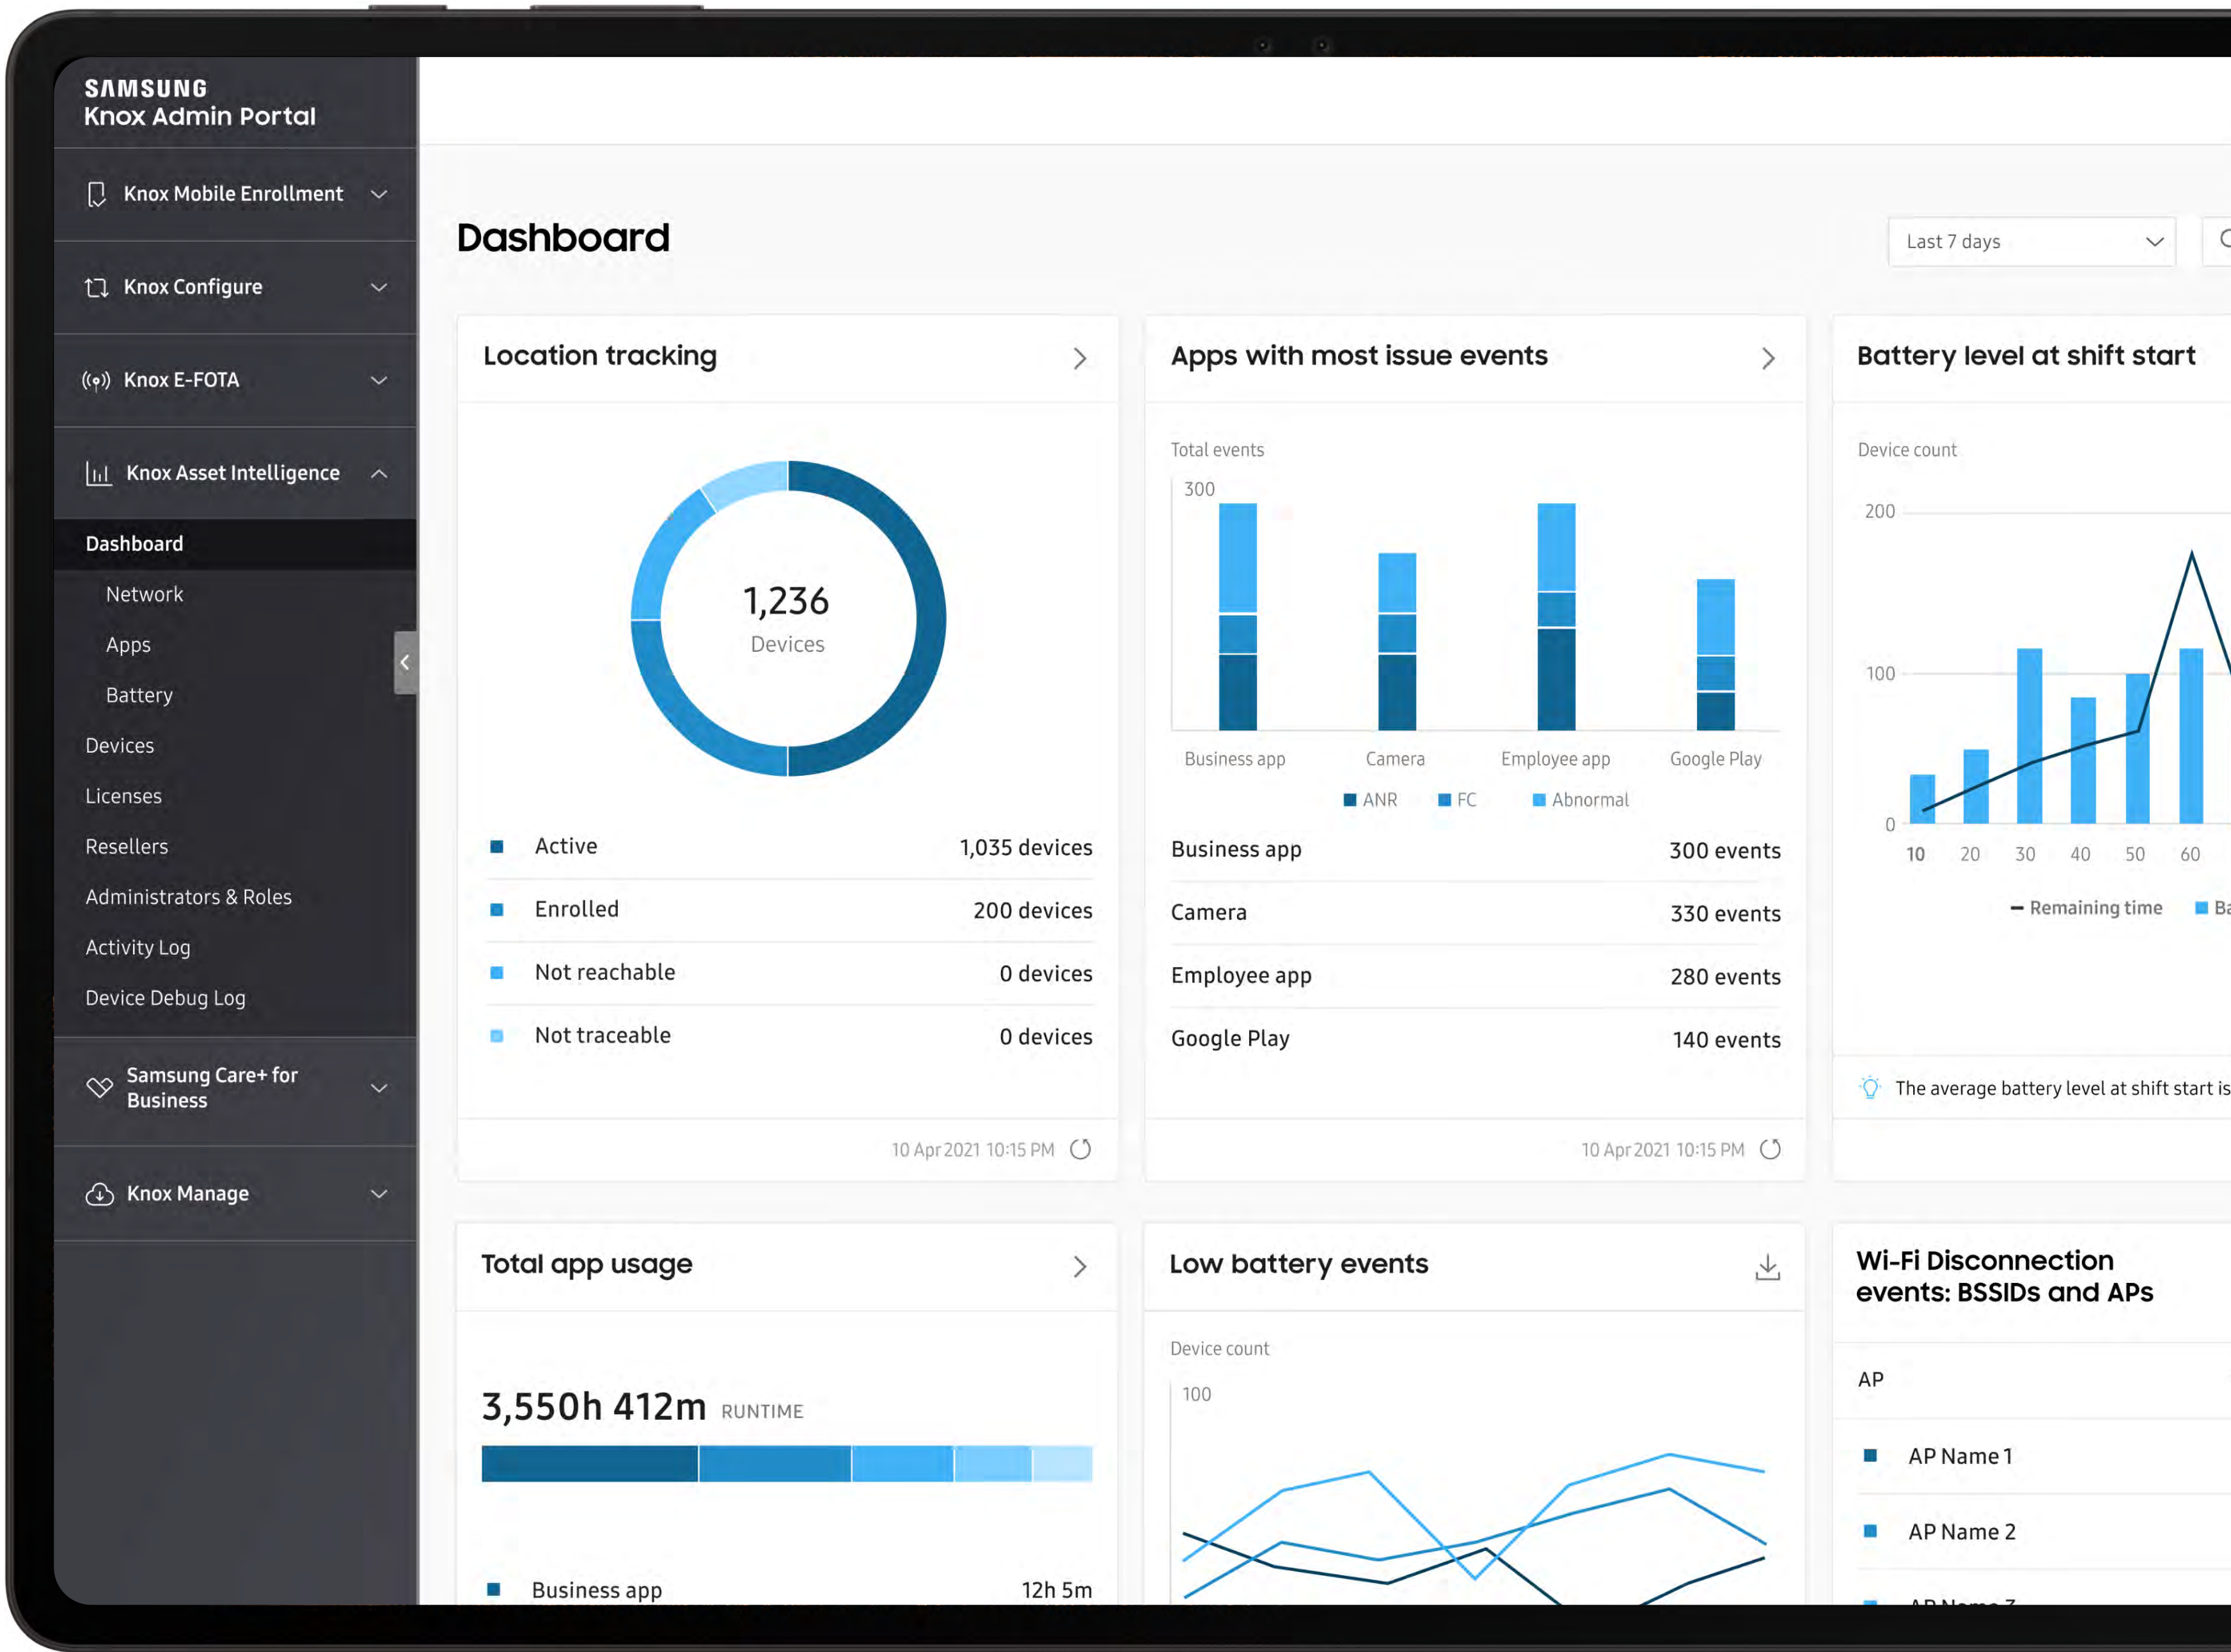 SAMSUNG
Knox Admin Portal
Knox Mobile Enrollment
Knox Configure
Knox E-FOTA
Knox Asset Intelligence
Dashboard
Network
Apps
Battery
Devices
Licenses
Resellers
Administrators & Roles
Activity Log
Device Debug Log
Samsung Care+ for
Business
Knox Manage
Dashboard
Last 7 days
Location tracking
1,236
Devices
Active 1,035 devices
Enrolled 200 devices
Not reachable 0 devices
Not traceable 0 devices
10 Apr 2021 10:15 PM
Apps with most issue events
Total events
300
Business app Camera Employee app Google Play
ANR FC Abnormal
Business app 300 events
Camera 330 events
Employee app 280 events
Google Play 140 events
10 Apr 2021 10:15 PM
Battery level at shift start
Device count
200
100
0
10 20 30 40 50 60
Remaining time
The average battery level at shift start is
Total app usage
3,550h 412m RUNTIME
Business app 12h 5m
Low battery events
Device count
100
Wi-Fi Disconnection
events: BSSIDs and APs
AP
AP Name 1
AP Name 2